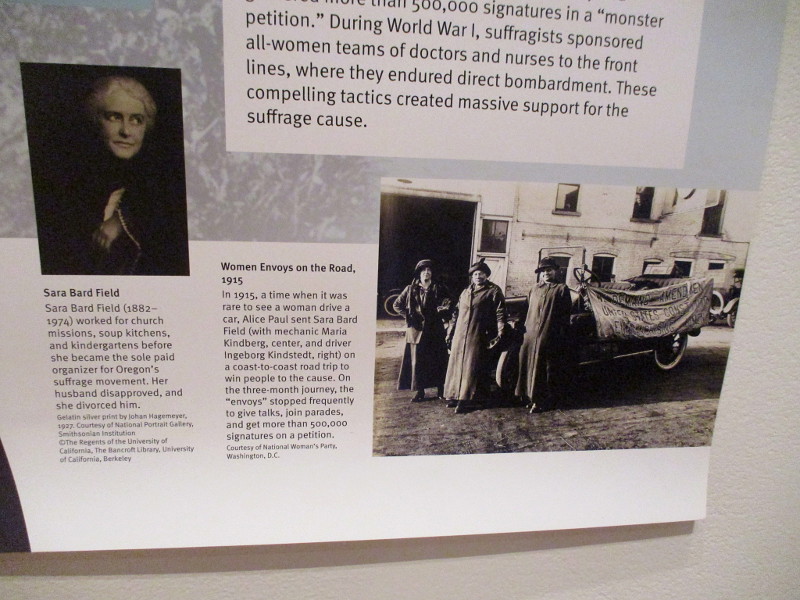 more than 500,000 signatures in a “monster
petition.” During World War I, suffragists sponsored
all-women teams of doctors and nurses to the front
lines, where they endured direct bombardment. These
compelling tactics created massive support for the
suffrage cause.
Sara Bard Field
Sara Bard Field (1882–
1974) worked for church
missions, soup kitchens,
and kindergartens before
she became the sole paid
organizer for Oregon’s
suffrage movement. Her
husband disapproved, and
she divorced him.
Gelatin silver print by Johan Hagemeyer,
1927. Courtesy of National Portrait Gallery,
Smithsonian Institution
©The Regents of the University of
California, The Bancroft Library, University
of California, Berkeley
Women Envoys on the Road,
1915
In 1915, a time when it was
rare to see a woman drive a
car, Alice Paul sent Sara Bard
Field (with mechanic Maria
Kindberg, center, and driver
Ingeborg Kindstedt, right) on
a coast-to-coast road trip to
win people to the cause. On
the three-month journey, the
“envoys” stopped frequently
to give talks, join parades,
and get more than 500,000
signatures on a petition.
Courtesy of National Woman’s Party,
Washington, D.C.